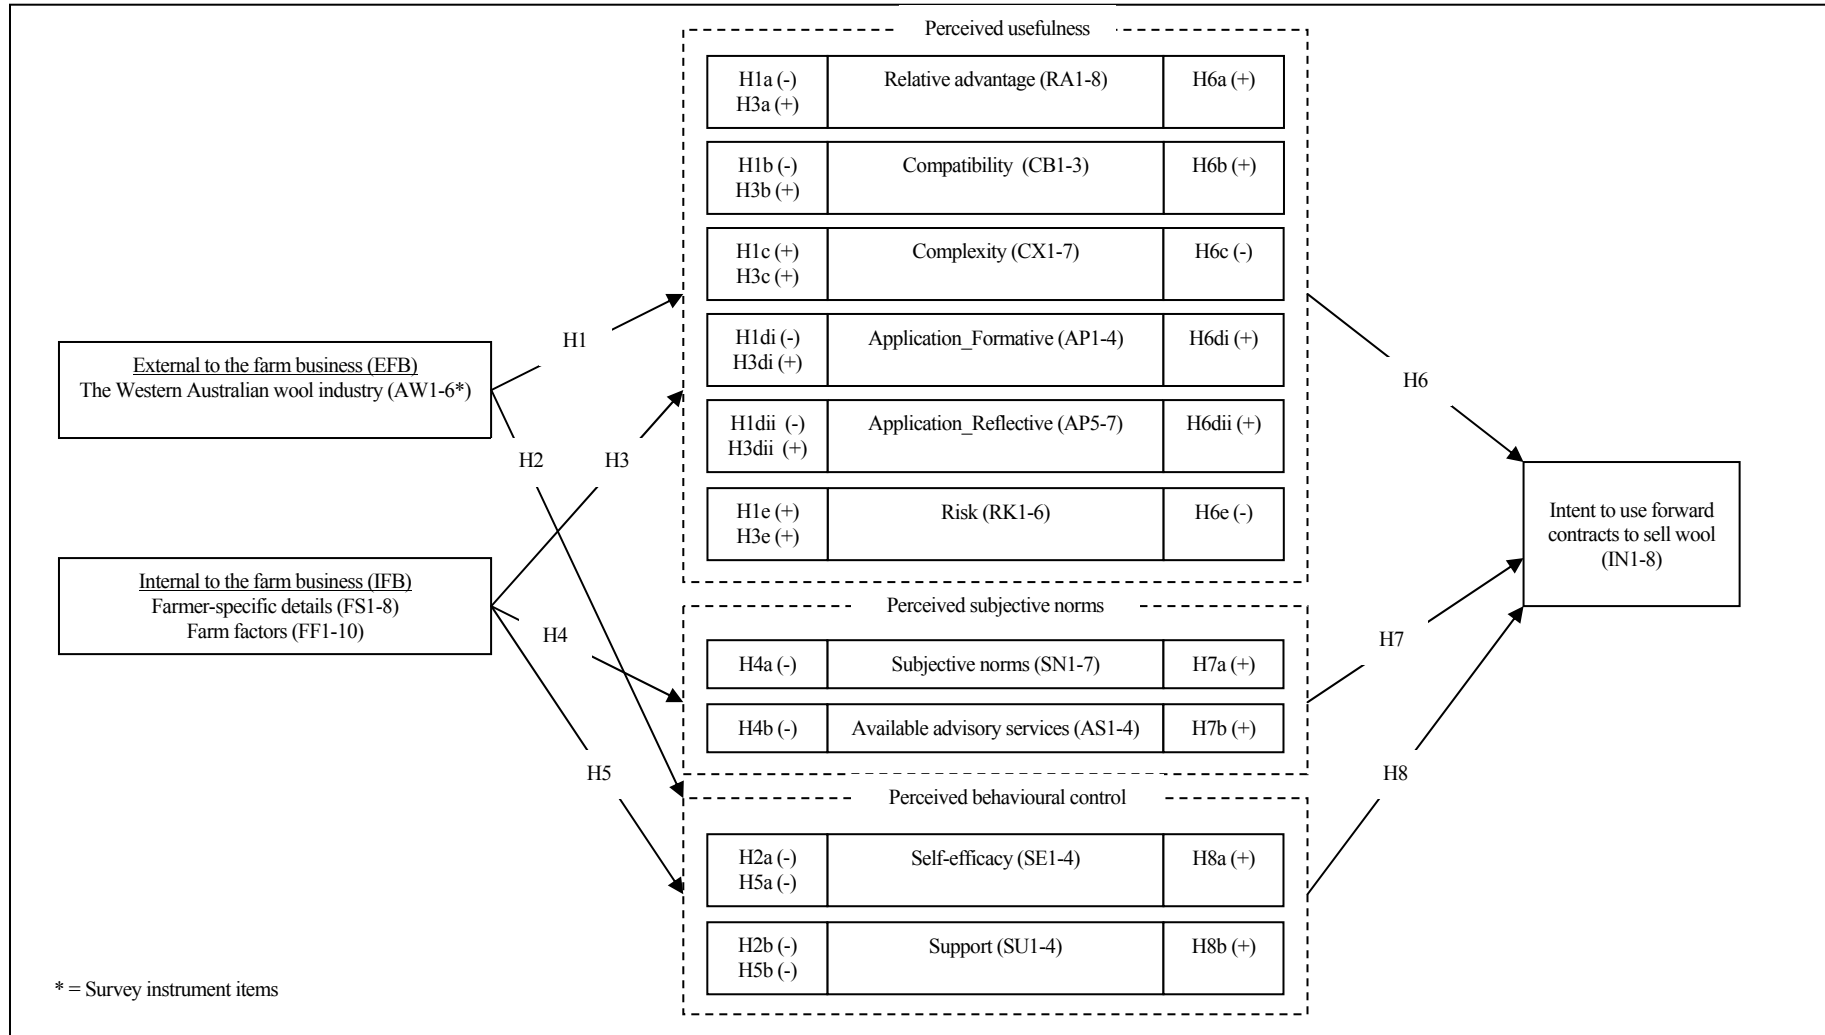 Perceived usefulness
H1a (-)
H3a (+)
Relative advantage (RA1-8)
H6a (+)
H1b (-)
H3b (+)
Compatibility (CB1-3)
H6b (+)
H1c (+)
H3c (+)
Complexity (CX1-7)
H6c (-)
H1di (-)
H3di (+)
Application_Formative (AP1-4)
H6di (+)
H1dii (-)
H3dii (+)
Application_Reflective (AP5-7)
H6dii (+)
H1e (+)
H3e (+)
Risk (RK1-6)
H6e (-)
External to the farm business (EFB)
The Western Australian wool industry (AW1-6*)
Internal to the farm business (IFB)
Farmer-specific details (FS1-8)
Farm factors (FF1-10)
H1
H2
H3
H4
H5
Perceived subjective norms
H4a (-)
Subjective norms (SN1-7)
H7a (+)
H4b (-)
Available advisory services (AS1-4)
H7b (+)
Perceived behavioural control
H2a (-)
H5a (-)
Self-efficacy (SE1-4)
H8a (+)
H2b (-)
H5b (-)
Support (SU1-4)
H8b (+)
H6
H7
H8
Intent to use forward
contracts to sell wool
(IN1-8)
* = Survey instrument items